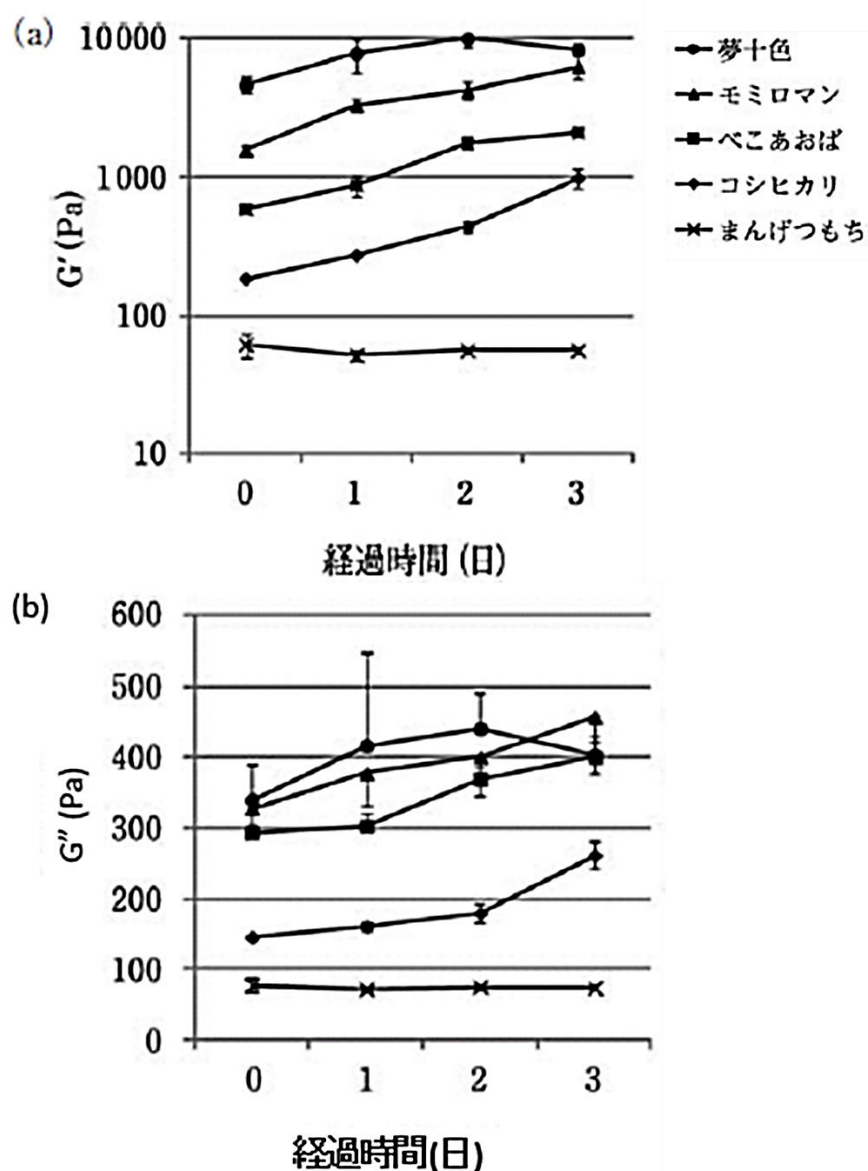 (a)
10000
1000
100
10
G′(Pa)
0 1 2 3
経過時間 (日)
夢十色
モミロマン
べこあおば
コシヒカリ
まんげつもち
(b)
600
500
400
300
200
100
0
G″ (Pa)
0 1 2 3
経過時間(日)